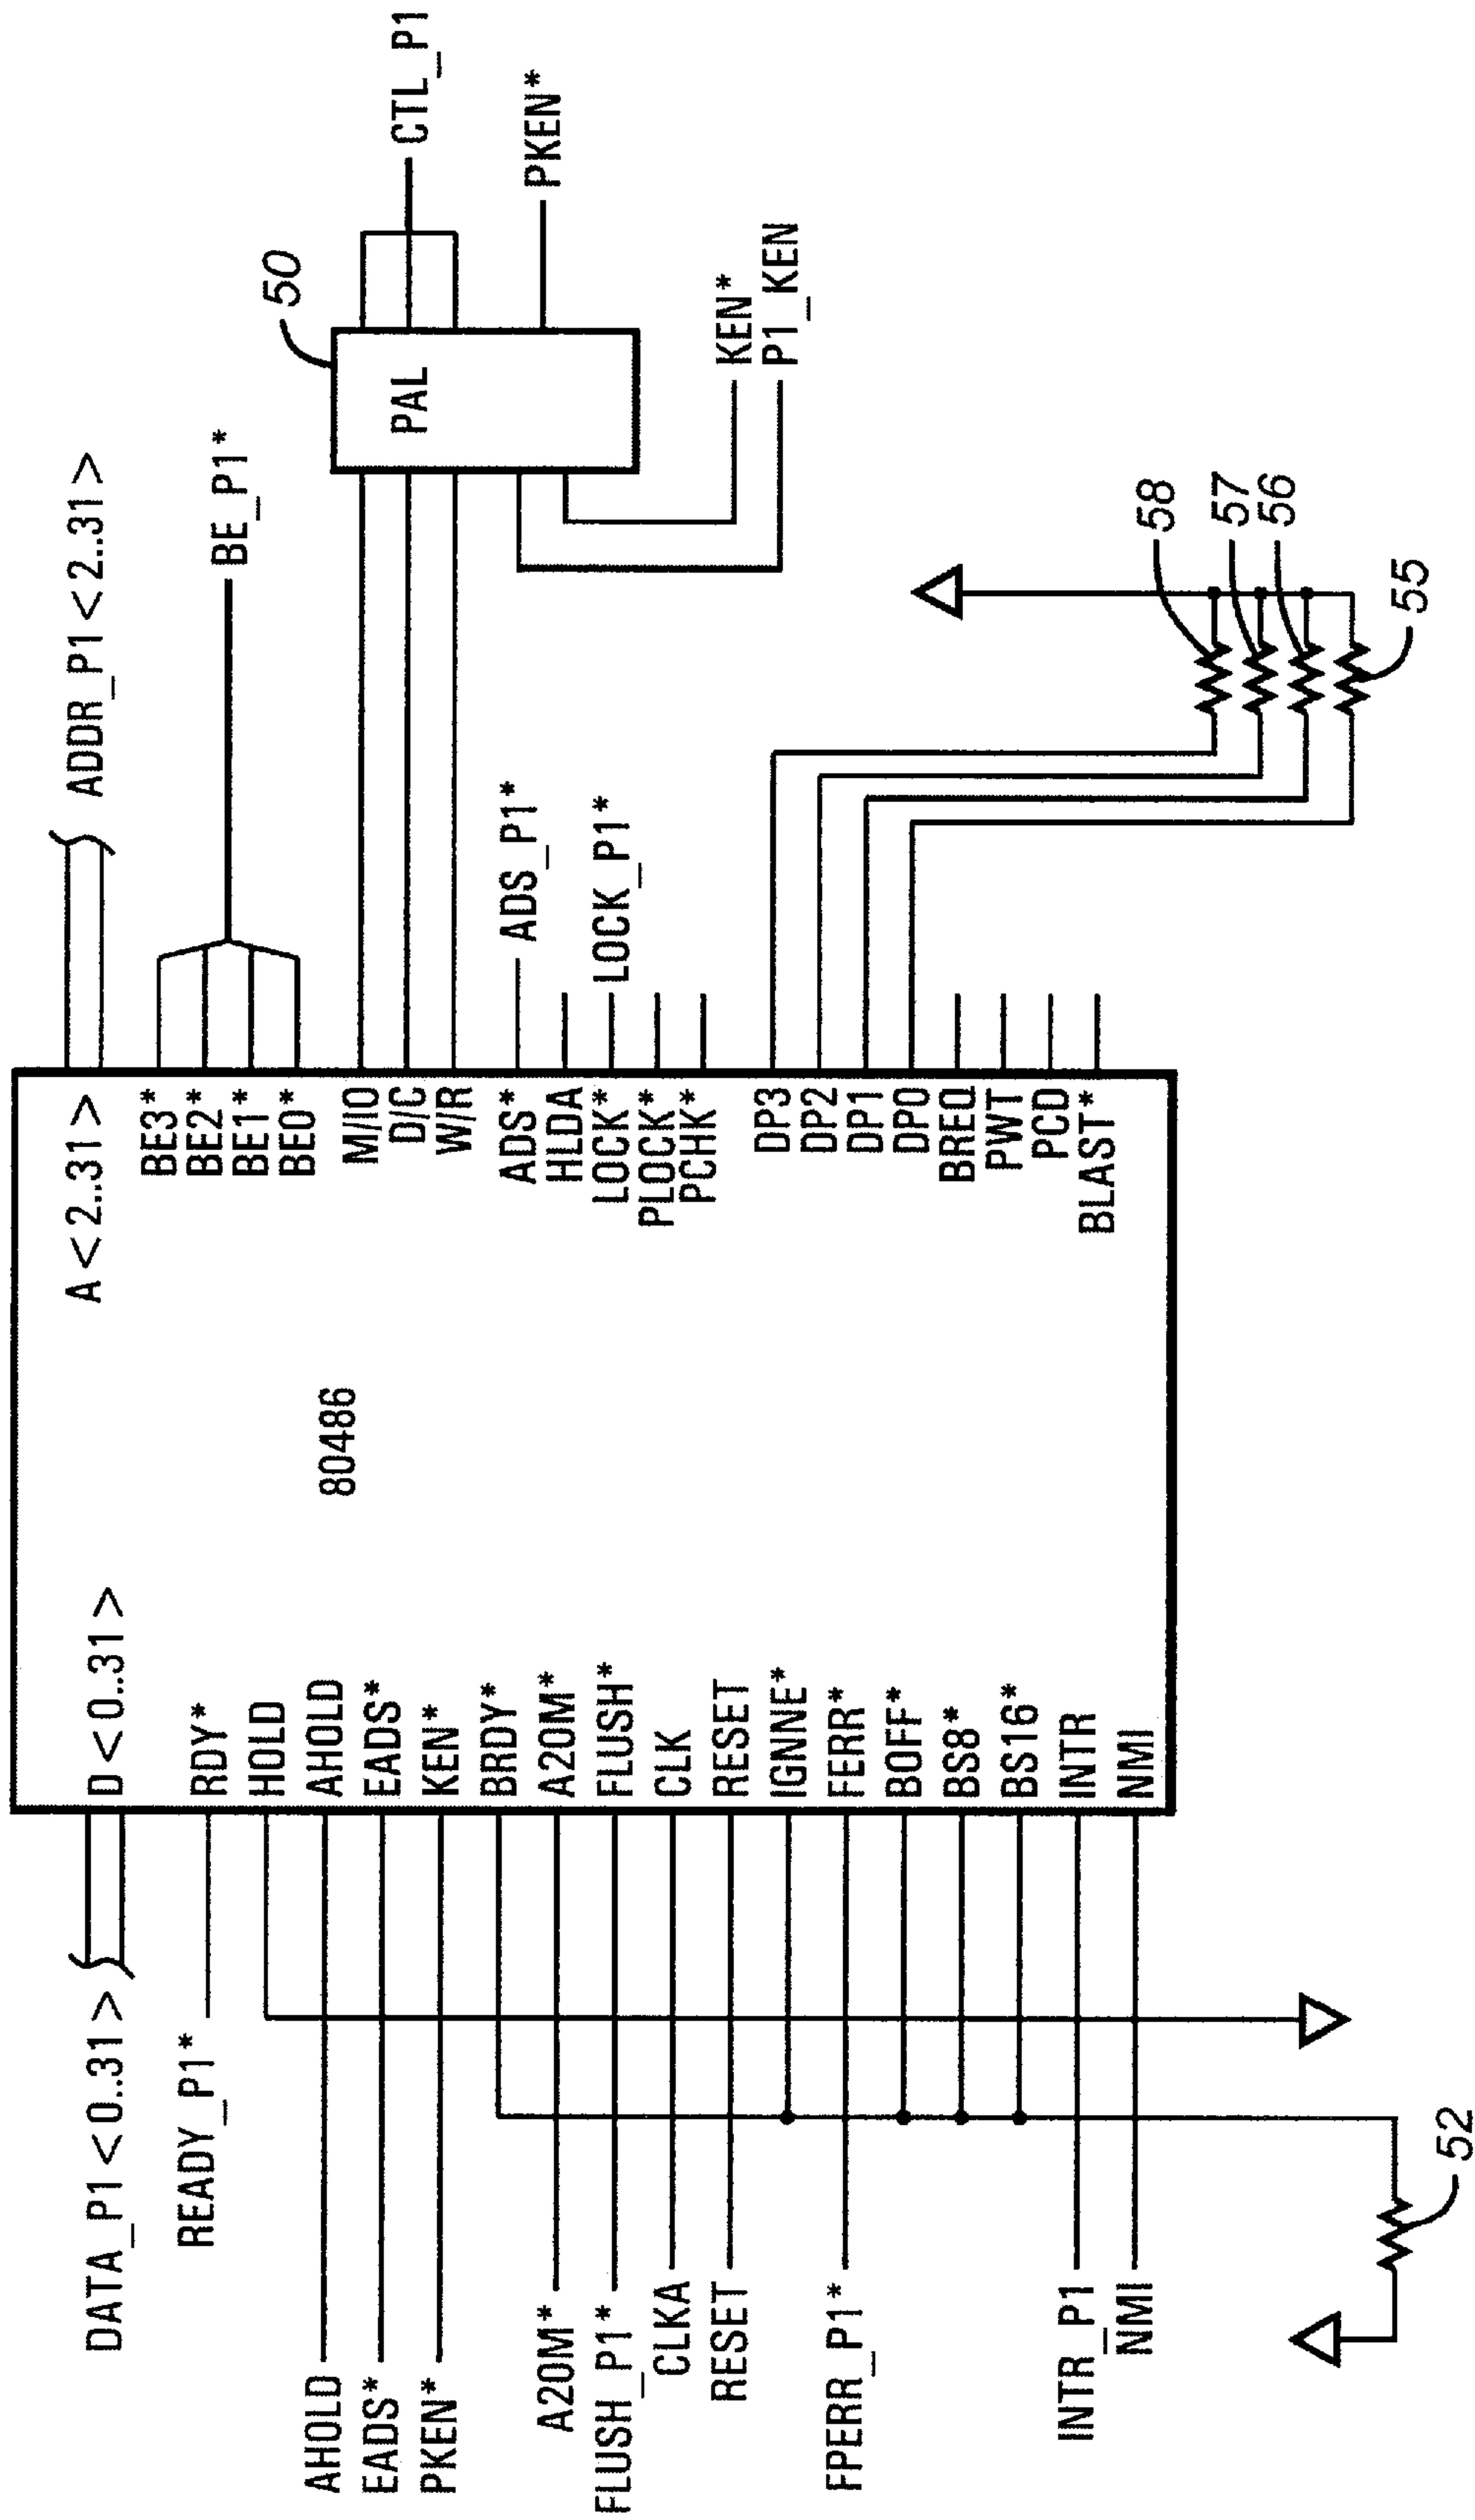 DATA_P1<0..31>
READY_P1*
AHOLD
EADS*
PKEN*
A20M*
FLUSH_P1*
CLKA
RESET
FPERR_P1*
INTR_P1
NMI
52
D<0..31>
RDY*
HOLD
AHOLD
EADS*
KEN*
BRDY*
A20M*
FLUSH*
CLK
RESET
IGNNE*
FERR*
BOFF*
BS8*
BS16*
INTR
NMI
80486
A<2..31>
BE3*
BE2*
BE1*
BE0*
M/IO
D/C
W/R
ADS*
HLDA
LOCK*
PLOCK*
PCHK*
DP3
DP2
DP1
DP0
BREQ
PWT
PCD
BLAST*
ADDR_P1<2..31>
BE_P1*
ADS_P1*
LOCK_P1*
PAL
50
CTL_P1
PKEN*
KEN*
P1_KEN
58
57
56
55